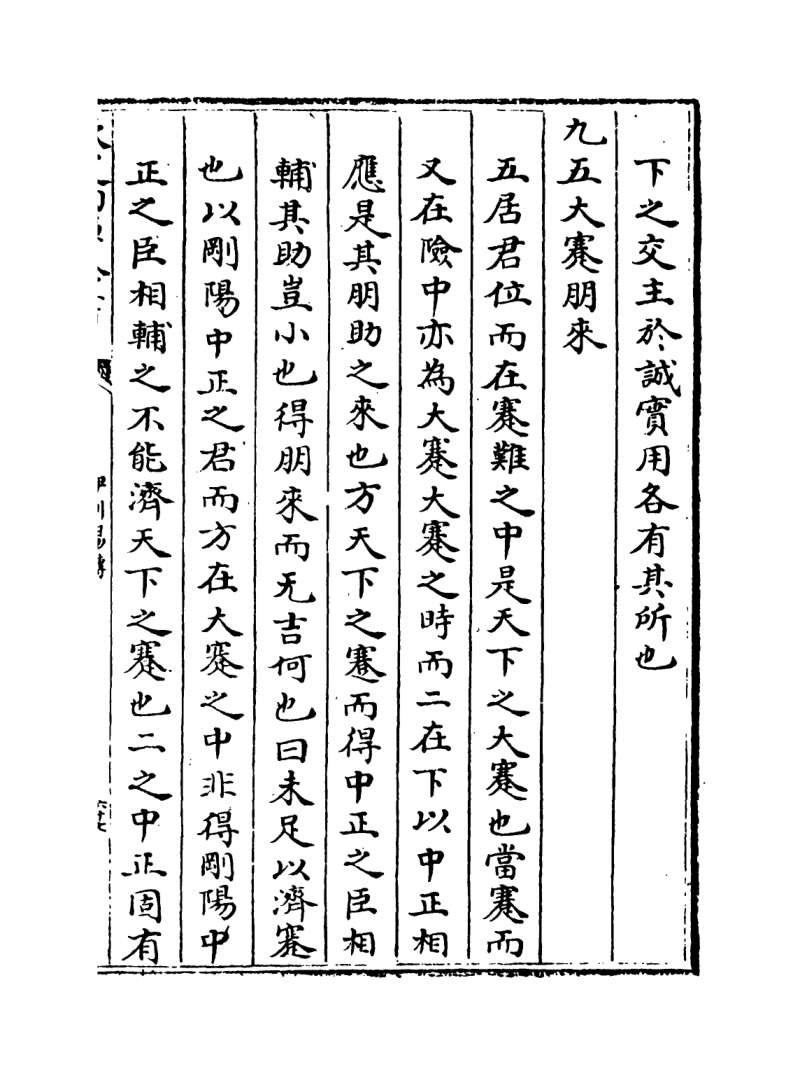 下之交主於誠實用各有其所也
九五大蹇朋來
五居君位而在蹇難之中是天下之大蹇也當蹇而
又在險中亦為大蹇大蹇之時而二在下以中正相
應是其朋助之來也方天下之蹇而得中正之臣相
輔其助豈小也得朋來而无吉何也曰未足以濟蹇
也以剛陽中正之君而方在大蹇之中非得剛陽中
正之臣相輔之不能濟天下之蹇也二之中正固有
伊川易傳